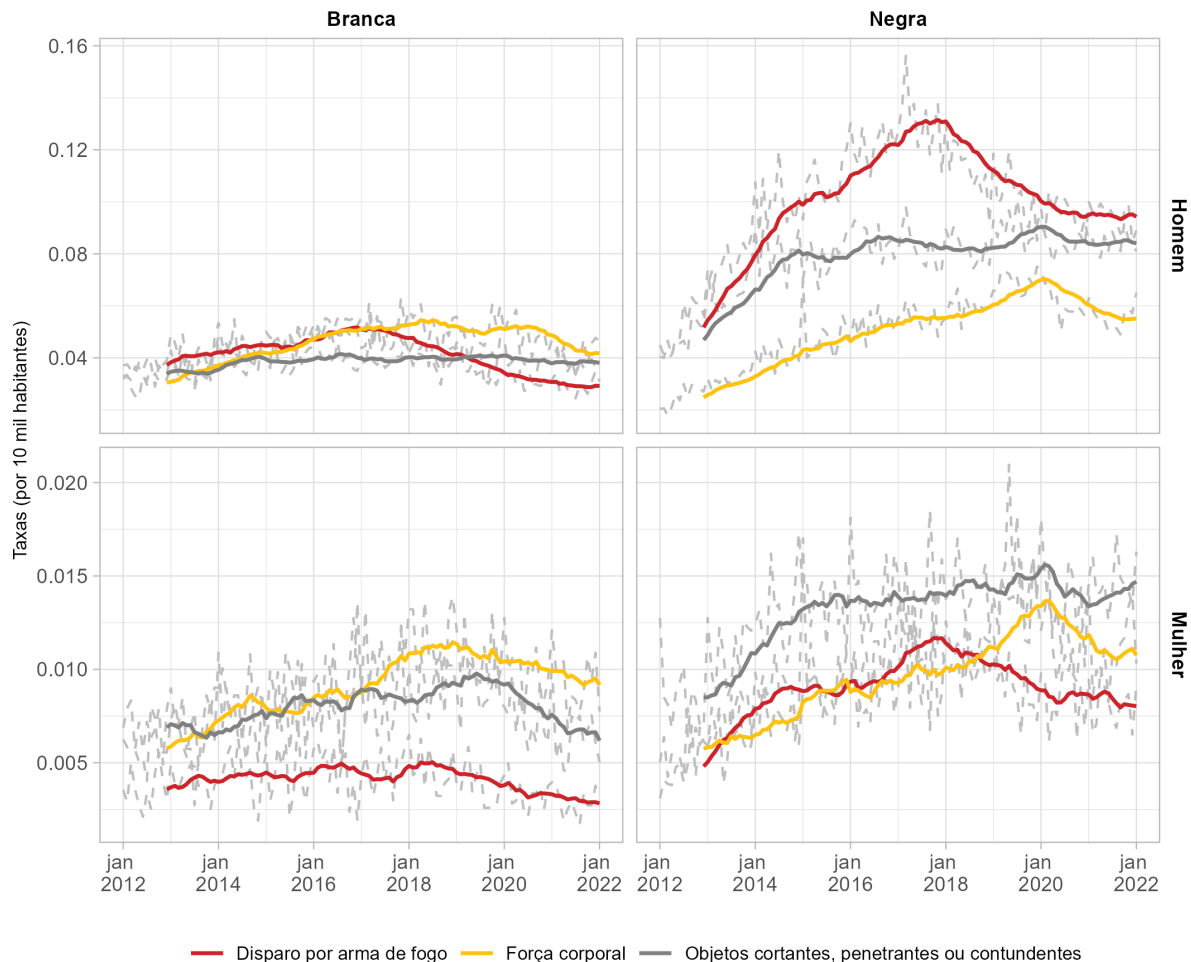 Branca
Negra
0.16
0.12
0.08
0.04
Homem
Taxas (por 10 mil habitantes)
0.020
0.015
0.010
0.005
Mulher
jan 2012
jan 2014
jan 2016
jan 2018
jan 2020
jan 2022
jan 2012
jan 2014
jan 2016
jan 2018
jan 2020
jan 2022
Disparo por arma de fogo
Força corporal
Objetos cortantes, penetrantes ou contundentes